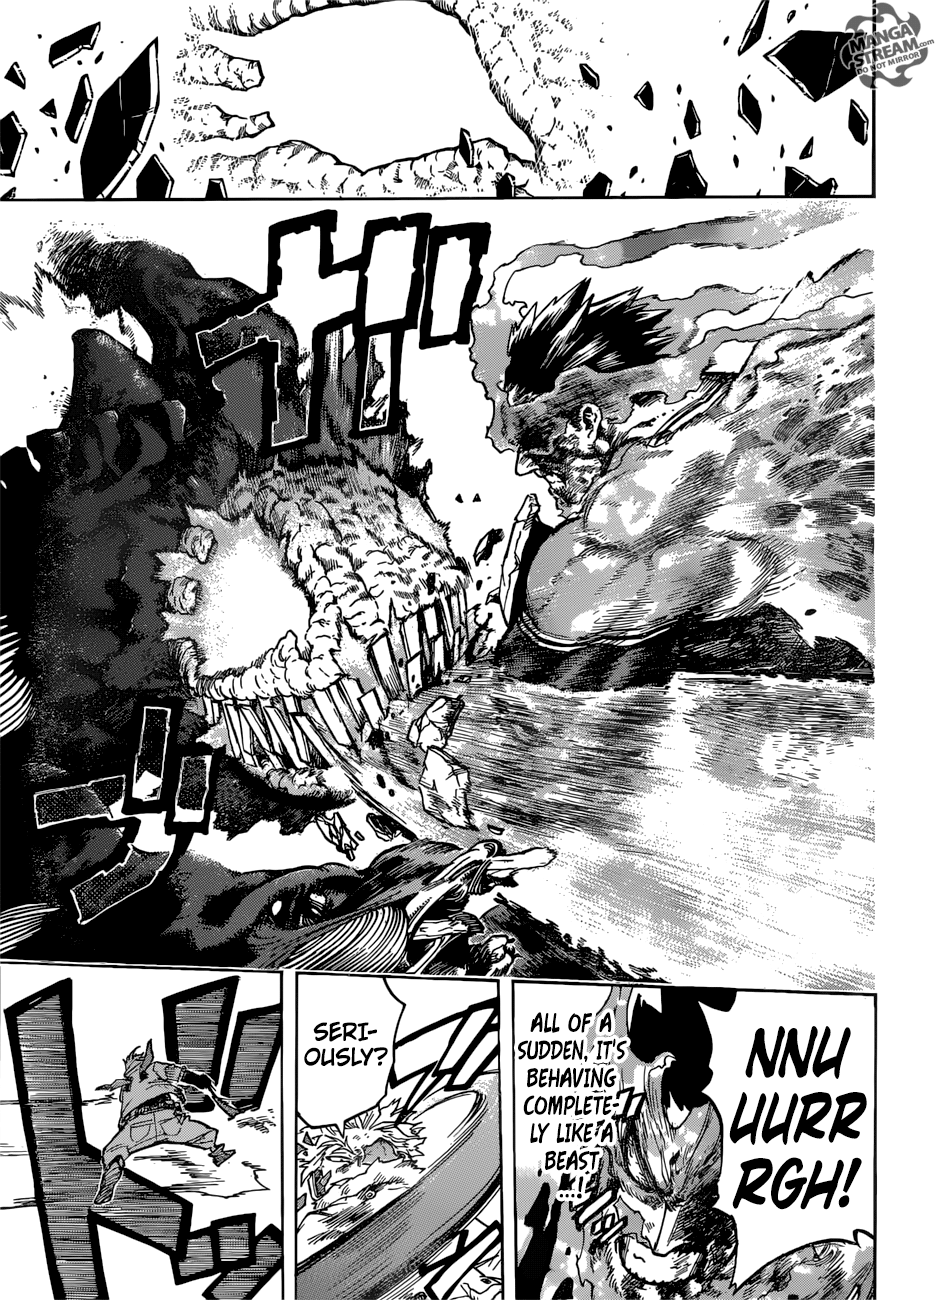 MANGA
STREAM.com
DO NOT MIRROR!
NNU
UURR
RGH!
ALL OF A
SUDDEN, IT'S
BEHAVING
COMPLETE-
LY LIKE A
BEAST
...!
SERI-
OUSLY?